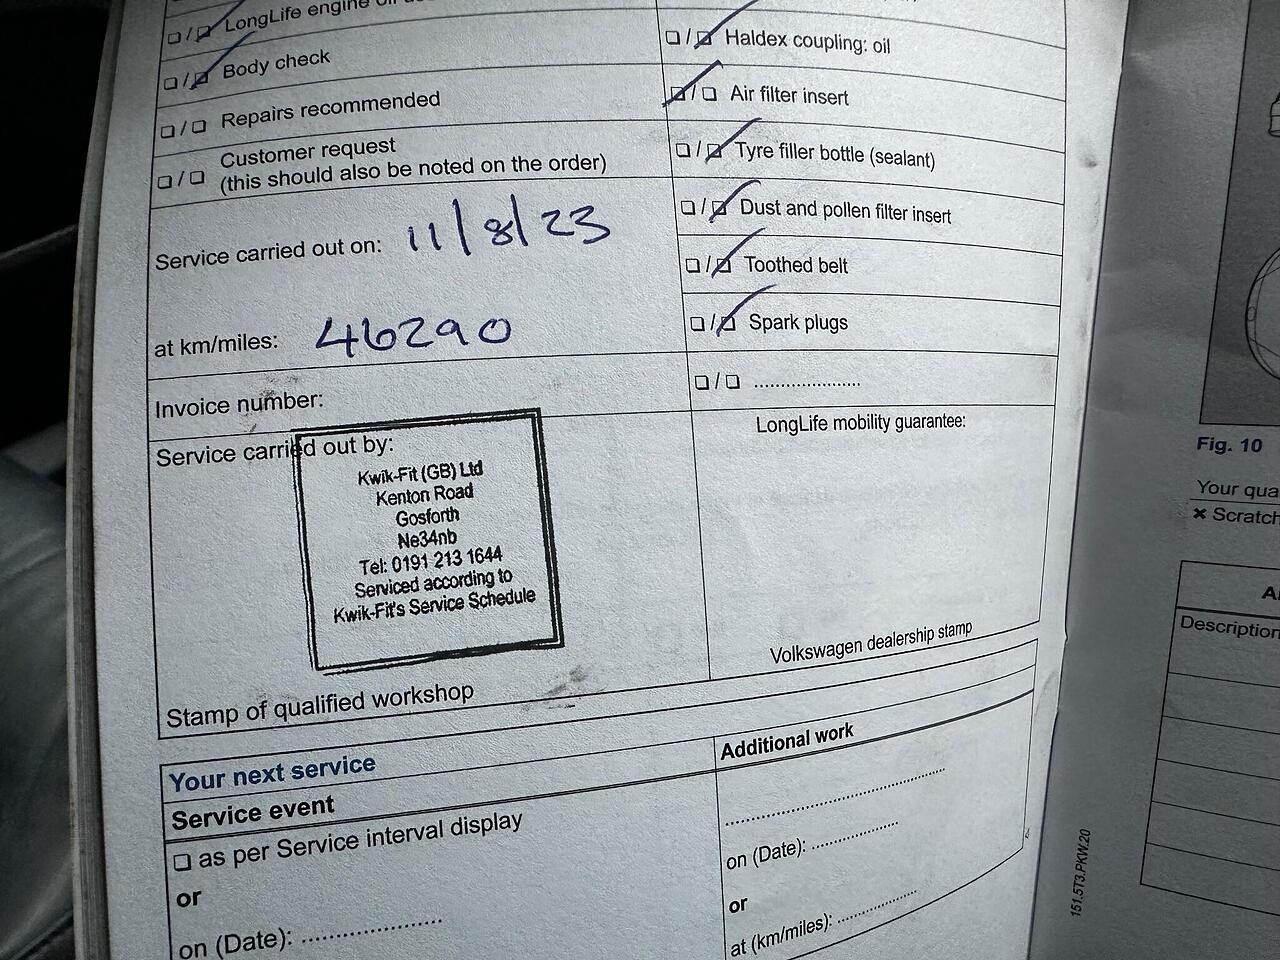 ☐/☑ LongLife engine oil
☐/☑ Body check
☐/☐ Repairs recommended
☐/☐ Customer request
(this should also be noted on the order)
Service carried out on: 11/8/23
at km/miles: 46290
Invoice number:
Service carried out by:
Kwik-Fit (GB) Ltd
Kenton Road
Gosforth
Ne34nb
Tel: 0191 213 1644
Serviced according to
Kwik-Fit's Service Schedule
Stamp of qualified workshop
☐/☑ Haldex coupling: oil
☑/☐ Air filter insert
☐/☑ Tyre filler bottle (sealant)
☐/☑ Dust and pollen filter insert
☐/☑ Toothed belt
☐/☑ Spark plugs
☐/☐ .....................
LongLife mobility guarantee:
Volkswagen dealership stamp
Your next service
Service event
☐ as per Service interval display
or
on (Date): .....................
Additional work
.....................
on (Date): ...............
or
at (km/miles): ...............
151.5T3.PKW.20
Fig. 10
Your qua
× Scratch
Description